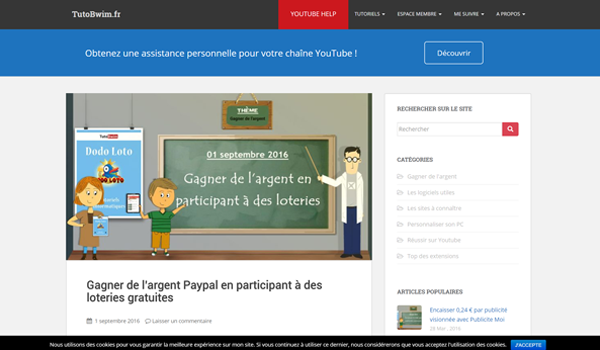 TutoBwim.fr
YOUTUBE HELP
TUTORIELS
ESPACE MEMBRE
ME SUIVRE
A PROPOS
Obtenez une assistance personnelle pour votre chaîne YouTube !
Découvrir
THÈME
Gagner de l'argent
01 septembre 2016
Gagner de l'argent en
participant à des loteries
Dodo Loto
Gagner de l'argent Paypal en participant à des
loteries gratuites
1 septembre 2016
Laisser un commentaire
RECHERCHER SUR LE SITE
Rechercher
CATÉGORIES
Gagner de l'argent
Les logiciels utiles
Les sites à connaître
Personnaliser son PC
Réussir sur Youtube
Top des extensions
ARTICLES POPULAIRES
Encaisser 0,24 € par publicité
visionnée avec Publicite Moi
28 Mar , 2016
Nous utilisons des cookies pour vous garantir la meilleure expérience sur mon site. Si vous continuez à utiliser ce dernier, nous considérerons que vous acceptez l'utilisation des cookies.
J'ACCEPTE